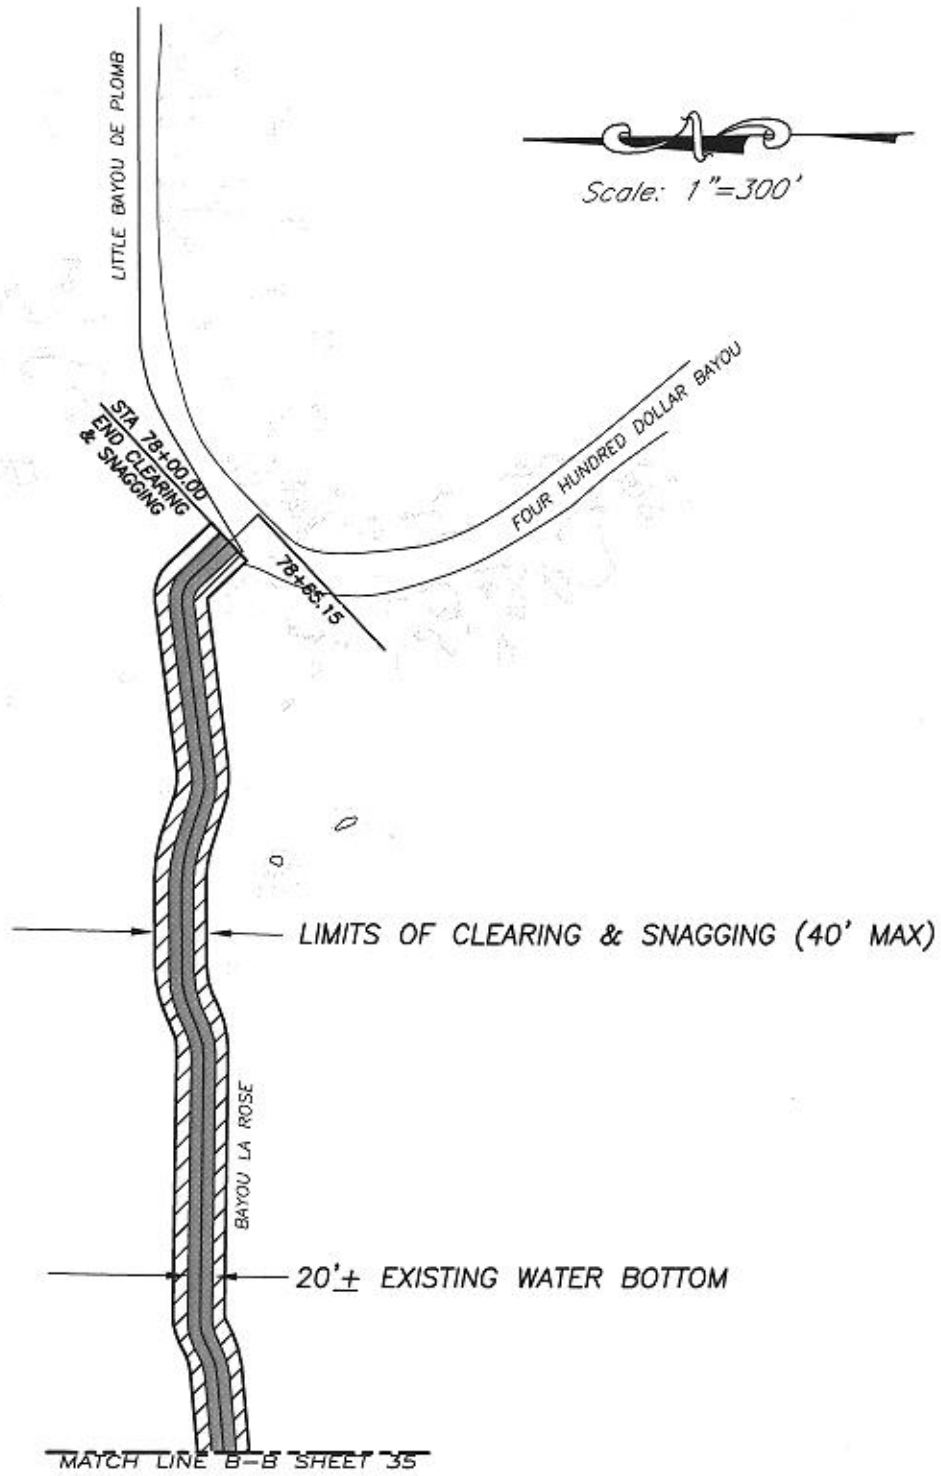 LITTLE BAYOU DE PLOMB
N
Scale: 1"=300'
STA 78+00.00
END CLEARING
& SNAGGING
FOUR HUNDRED DOLLAR BAYOU
78+65.15
LIMITS OF CLEARING & SNAGGING (40' MAX)
BAYOU LA ROSE
20'± EXISTING WATER BOTTOM
MATCH LINE B-B SHEET 35